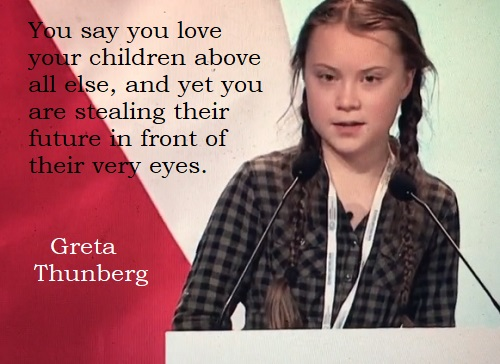 You say you love
your children above
all else, and yet you
are stealing their
future in front of
their very eyes.
Greta
Thunberg